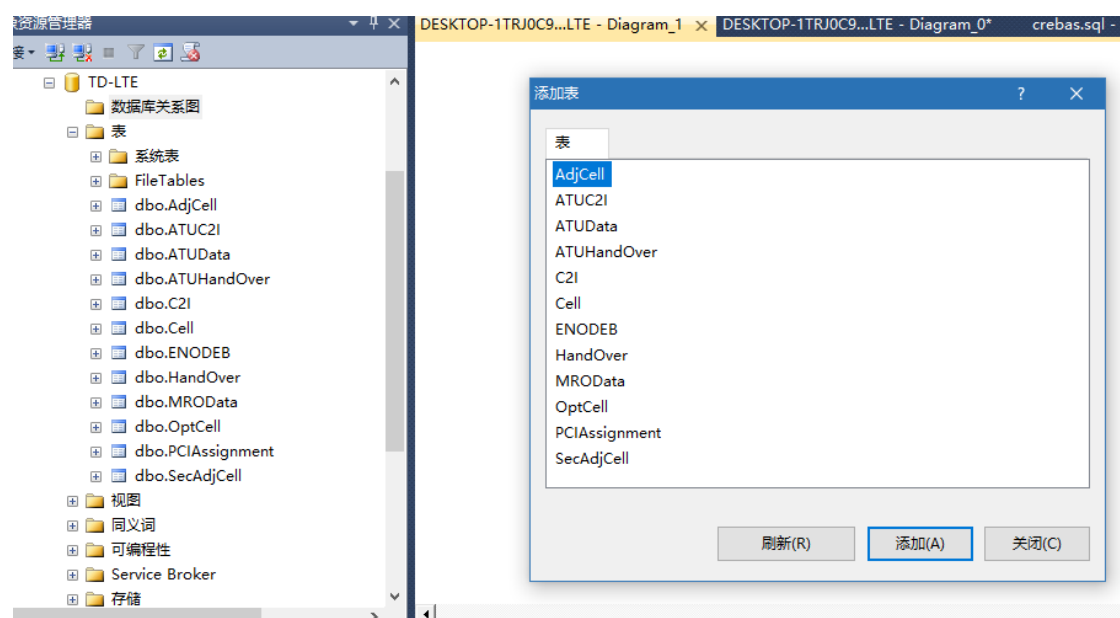 资源管理器
DESKTOP-1TRJ0C9...LTE - Diagram_1
DESKTOP-1TRJ0C9...LTE - Diagram_0*
crebas.sql -
接
TD-LTE
数据库关系图
表
系统表
FileTables
dbo.AdjCell
dbo.ATUC2I
dbo.ATUData
dbo.ATUHandOver
dbo.C2I
dbo.Cell
dbo.ENODEB
dbo.HandOver
dbo.MROData
dbo.OptCell
dbo.PCIAssignment
dbo.SecAdjCell
视图
同义词
可编程性
Service Broker
存储
添加表
?
表
AdjCell
ATUC2I
ATUData
ATUHandOver
C2I
Cell
ENODEB
HandOver
MROData
OptCell
PCIAssignment
SecAdjCell
刷新(R)
添加(A)
关闭(C)